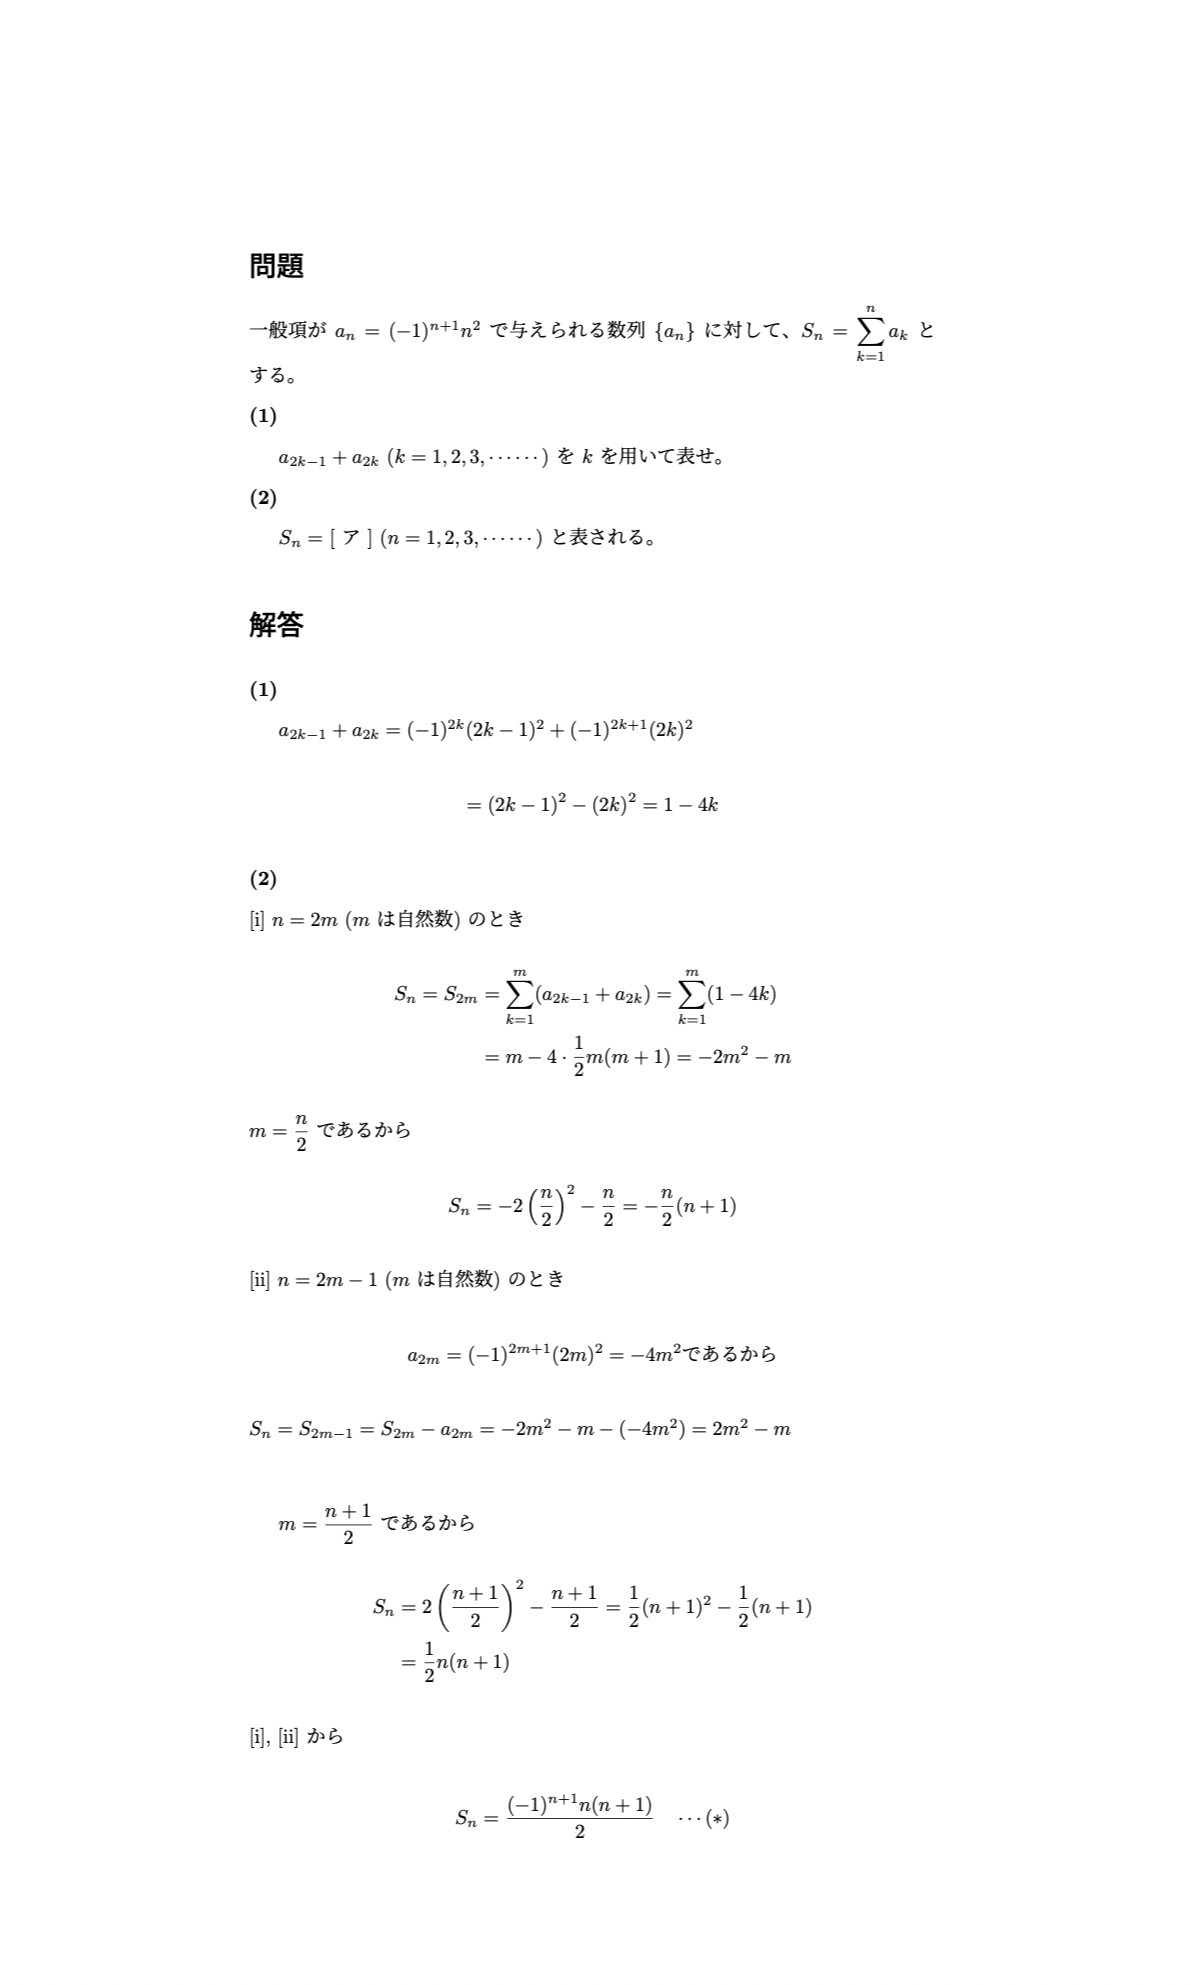 問題
一般項が $a_n = (-1)^{n+1}n^2$ で与えられる数列 $\{a_n\}$ に対して、$S_n = \sum_{k=1}^{n} a_k$ と
する。
(1)
$a_{2k-1} + a_{2k}$ $(k = 1, 2, 3, \cdots\cdots)$ を $k$ を用いて表せ。
(2)
$S_n = [$ ア $]$ $(n = 1, 2, 3, \cdots\cdots)$ と表される。
解答
(1)
$a_{2k-1} + a_{2k} = (-1)^{2k}(2k-1)^2 + (-1)^{2k+1}(2k)^2$
$= (2k-1)^2 - (2k)^2 = 1 - 4k$
(2)
[i] $n = 2m$ ($m$ は自然数) のとき
$S_n = S_{2m} = \sum_{k=1}^{m}(a_{2k-1} + a_{2k}) = \sum_{k=1}^{m}(1 - 4k)$
$= m - 4 \cdot \frac{1}{2}m(m+1) = -2m^2 - m$
$m = \frac{n}{2}$ であるから
$S_n = -2\left(\frac{n}{2}\right)^2 - \frac{n}{2} = -\frac{n}{2}(n+1)$
[ii] $n = 2m - 1$ ($m$ は自然数) のとき
$a_{2m} = (-1)^{2m+1}(2m)^2 = -4m^2$であるから
$S_n = S_{2m-1} = S_{2m} - a_{2m} = -2m^2 - m - (-4m^2) = 2m^2 - m$
$m = \frac{n+1}{2}$ であるから
$S_n = 2\left(\frac{n+1}{2}\right)^2 - \frac{n+1}{2} = \frac{1}{2}(n+1)^2 - \frac{1}{2}(n+1)$
$= \frac{1}{2}n(n+1)$
[i], [ii] から
$S_n = \frac{(-1)^{n+1}n(n+1)}{2} \quad \cdots (*)$